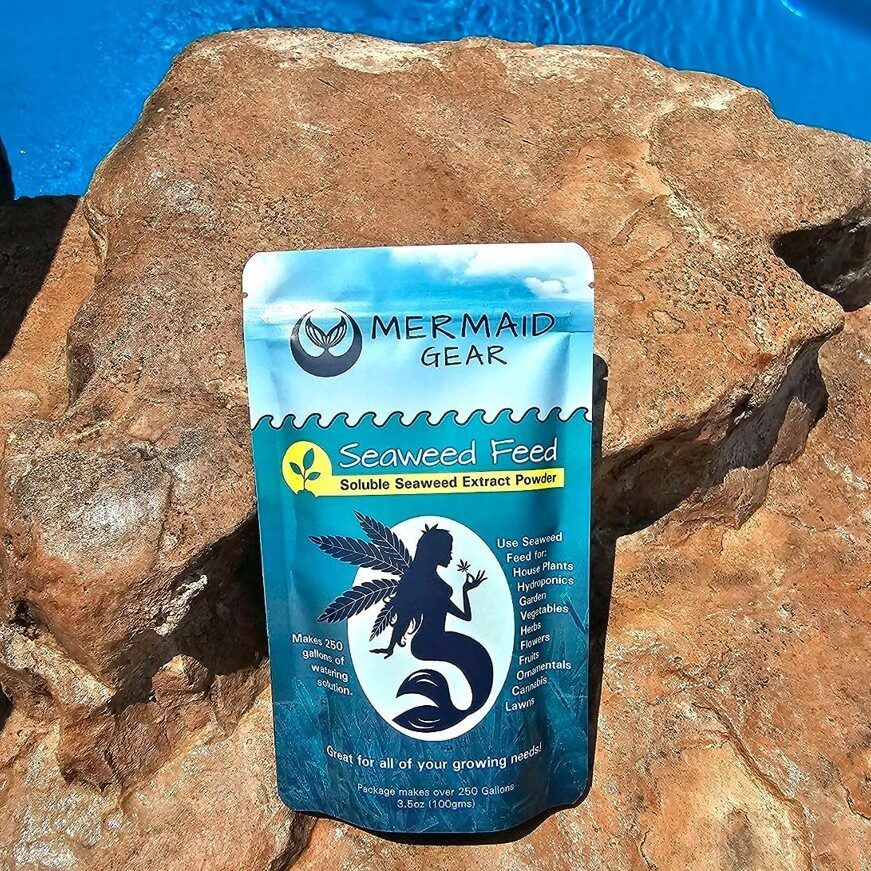 MERMAID
GEAR
Seaweed Feed
Soluble Seaweed Extract Powder
Use Seaweed
Feed for:
House Plants
Hydroponics
Garden
Vegetables
Herbs
Flowers
Fruits
Ornamentals
Cannabis
Lawns
Makes 250
gallons of
watering
solution.
Great for all of your growing needs!
Package makes over 250 Gallons
3.5oz (100gms)